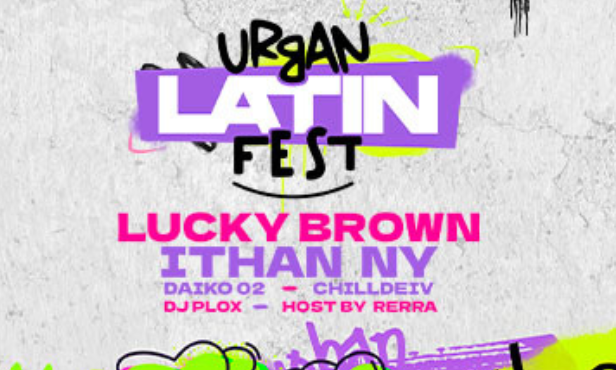 URBAN
LATIN
FEST
LUCKY BROWN
ITHAN NY
DAIKO 02 – CHILLDEIV
DJ PLOX – HOST BY RERRA